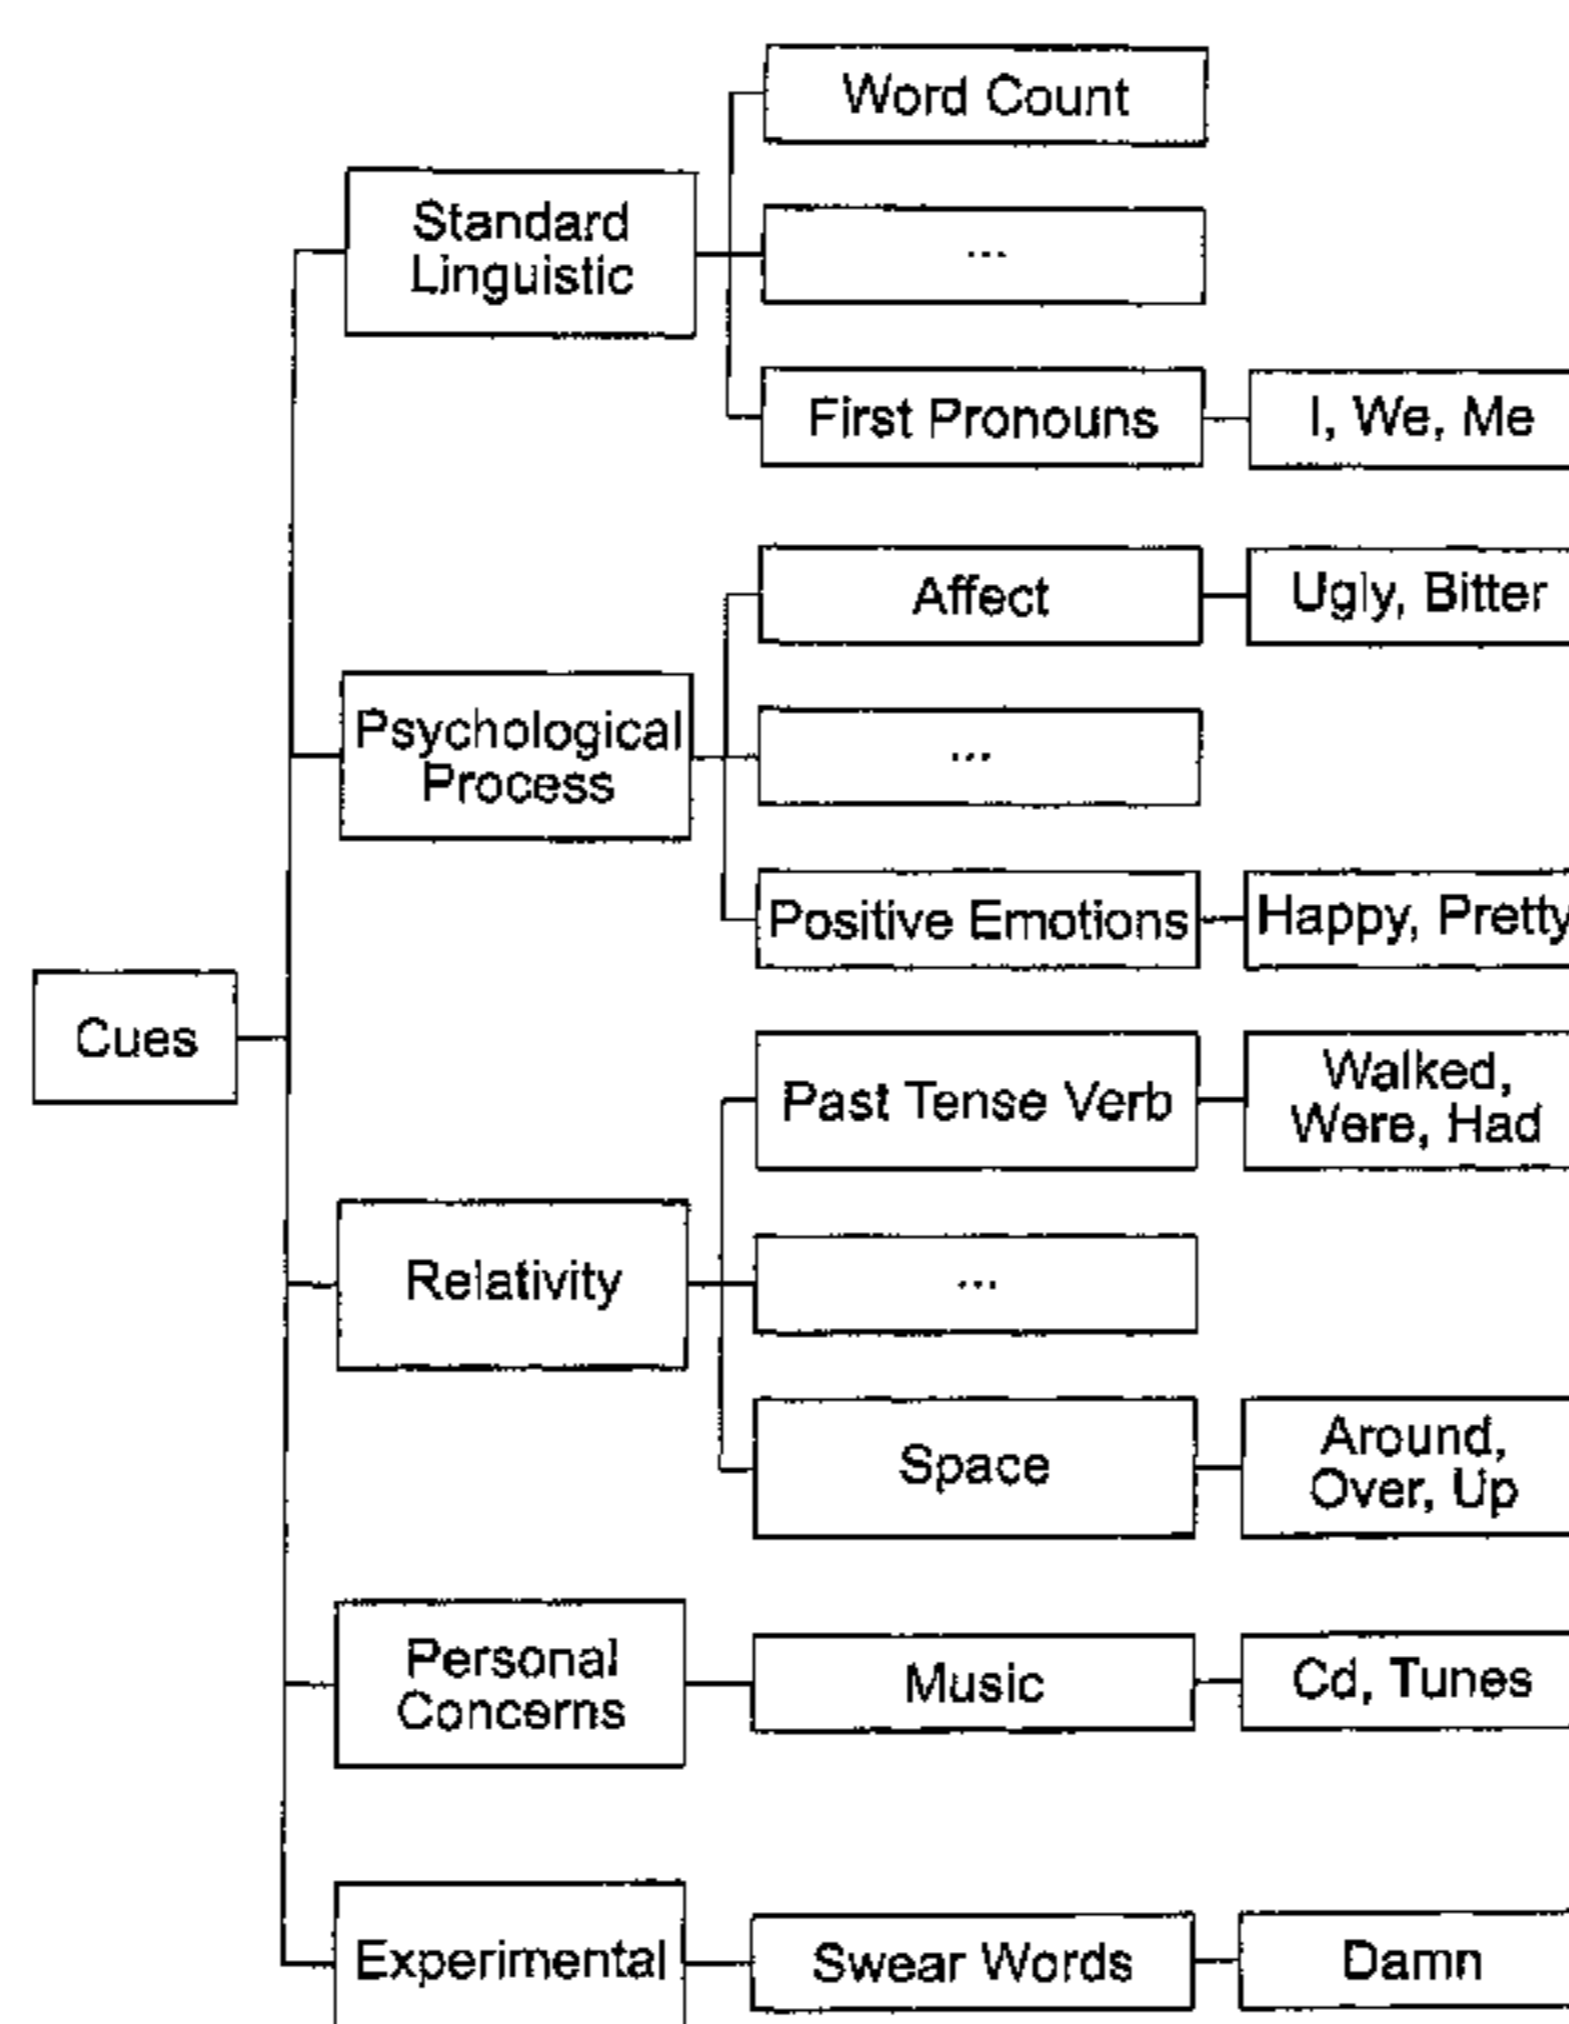 Word Count
Standard
Linguistic
...
First Pronouns
I, We, Me
Affect
Ugly, Bitter
Psychological
Process
...
Positive Emotions
Happy, Pretty
Cues
Past Tense Verb
Walked,
Were, Had
Relativity
...
Space
Around,
Over, Up
Personal
Concerns
Music
Cd, Tunes
Experimental
Swear Words
Damn